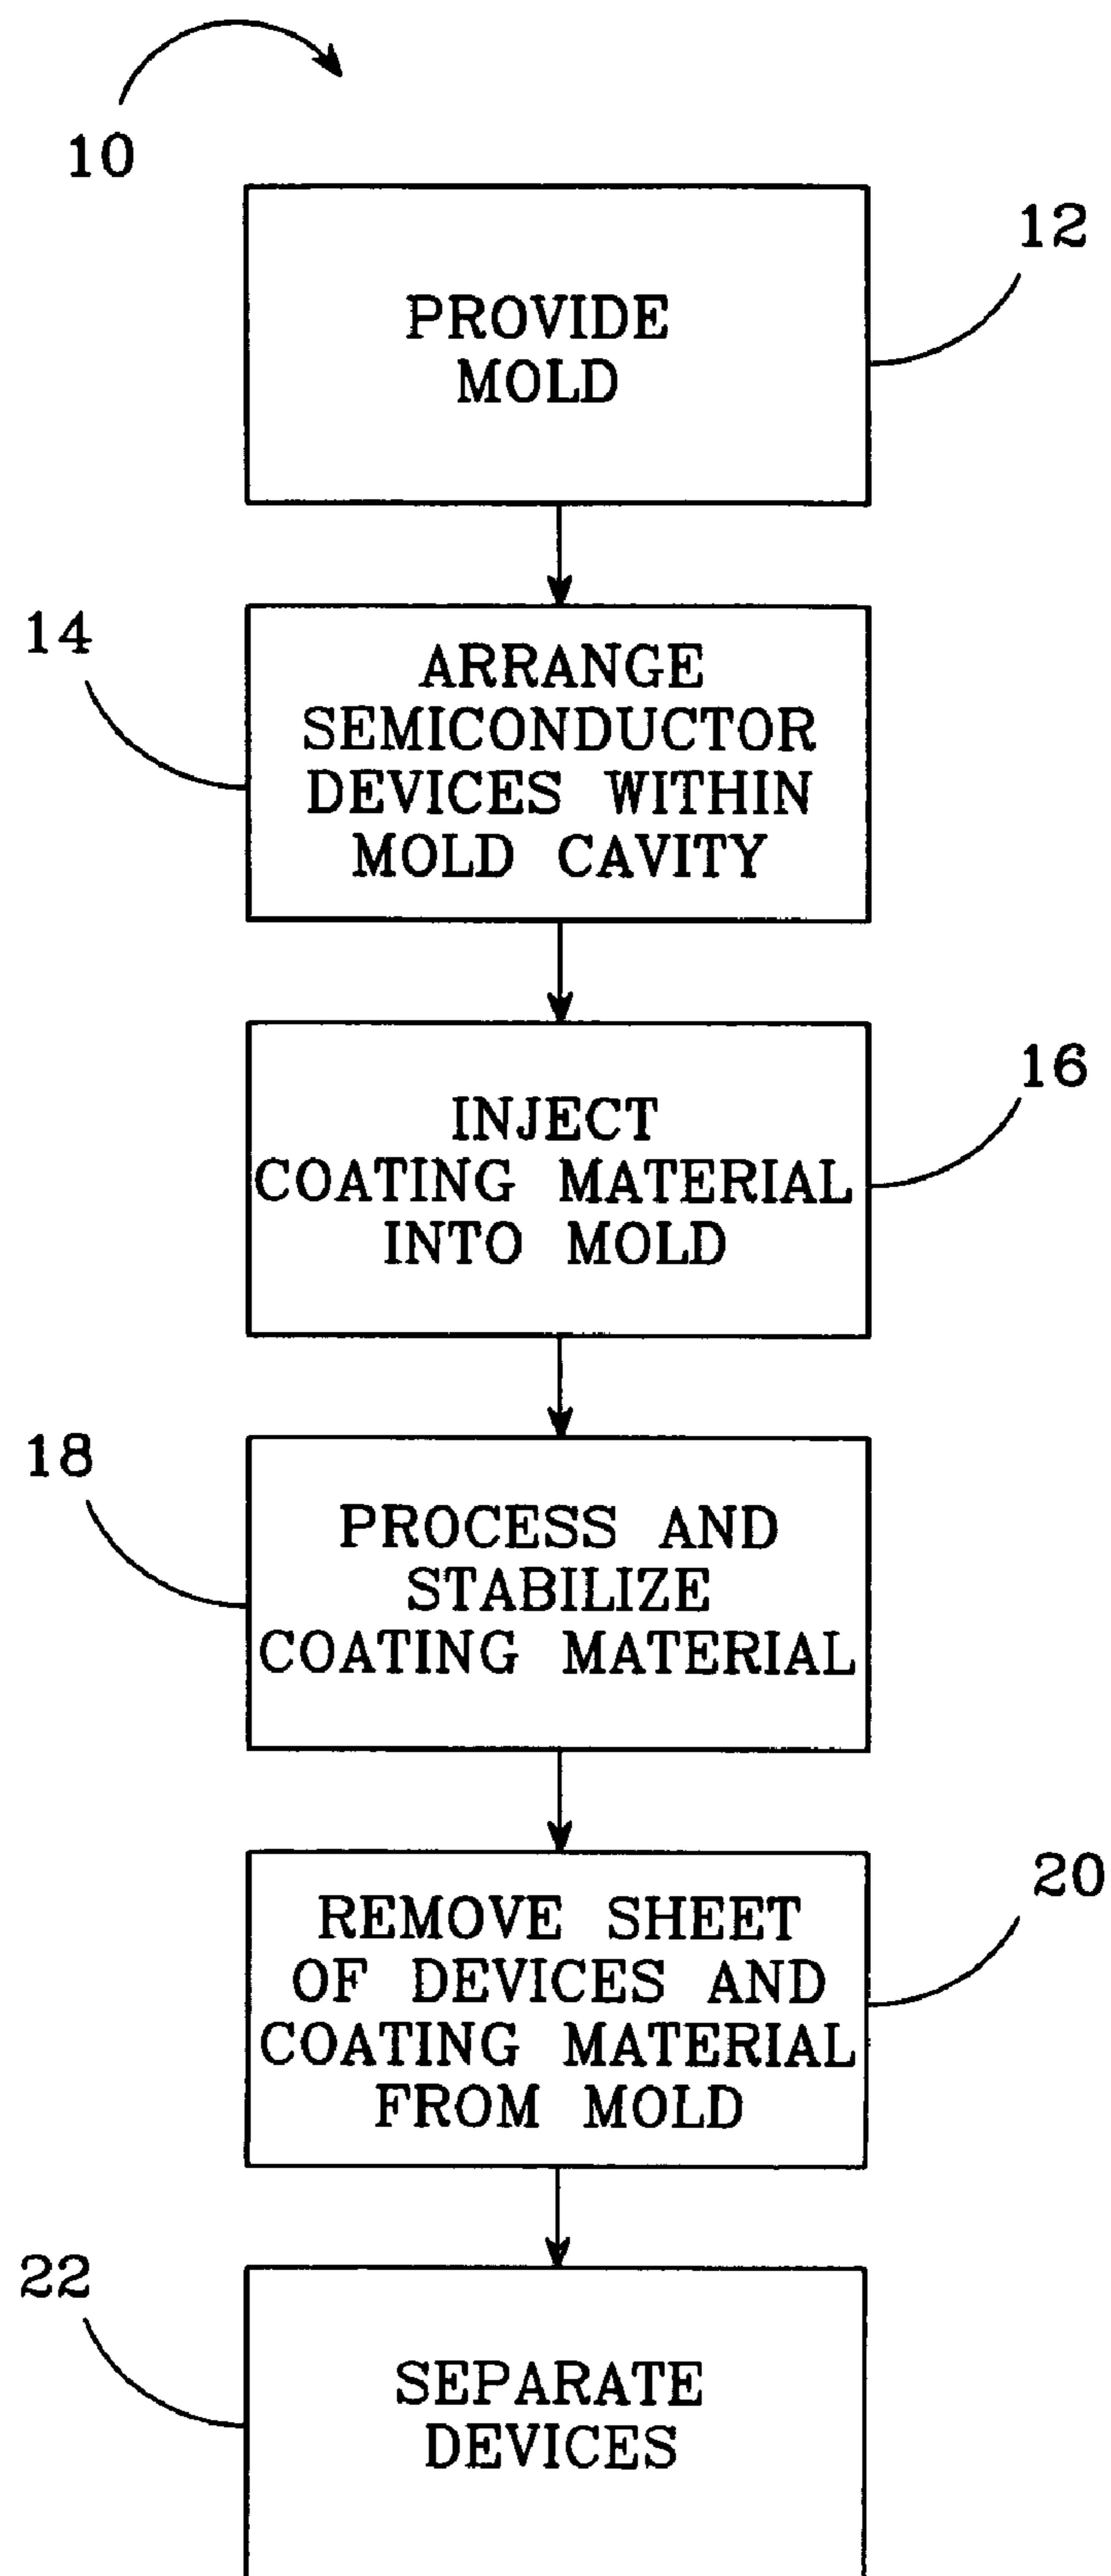 10
12
PROVIDE
MOLD
14
ARRANGE
SEMICONDUCTOR
DEVICES WITHIN
MOLD CAVITY
16
INJECT
COATING MATERIAL
INTO MOLD
18
PROCESS AND
STABILIZE
COATING MATERIAL
20
REMOVE SHEET
OF DEVICES AND
COATING MATERIAL
FROM MOLD
22
SEPARATE
DEVICES